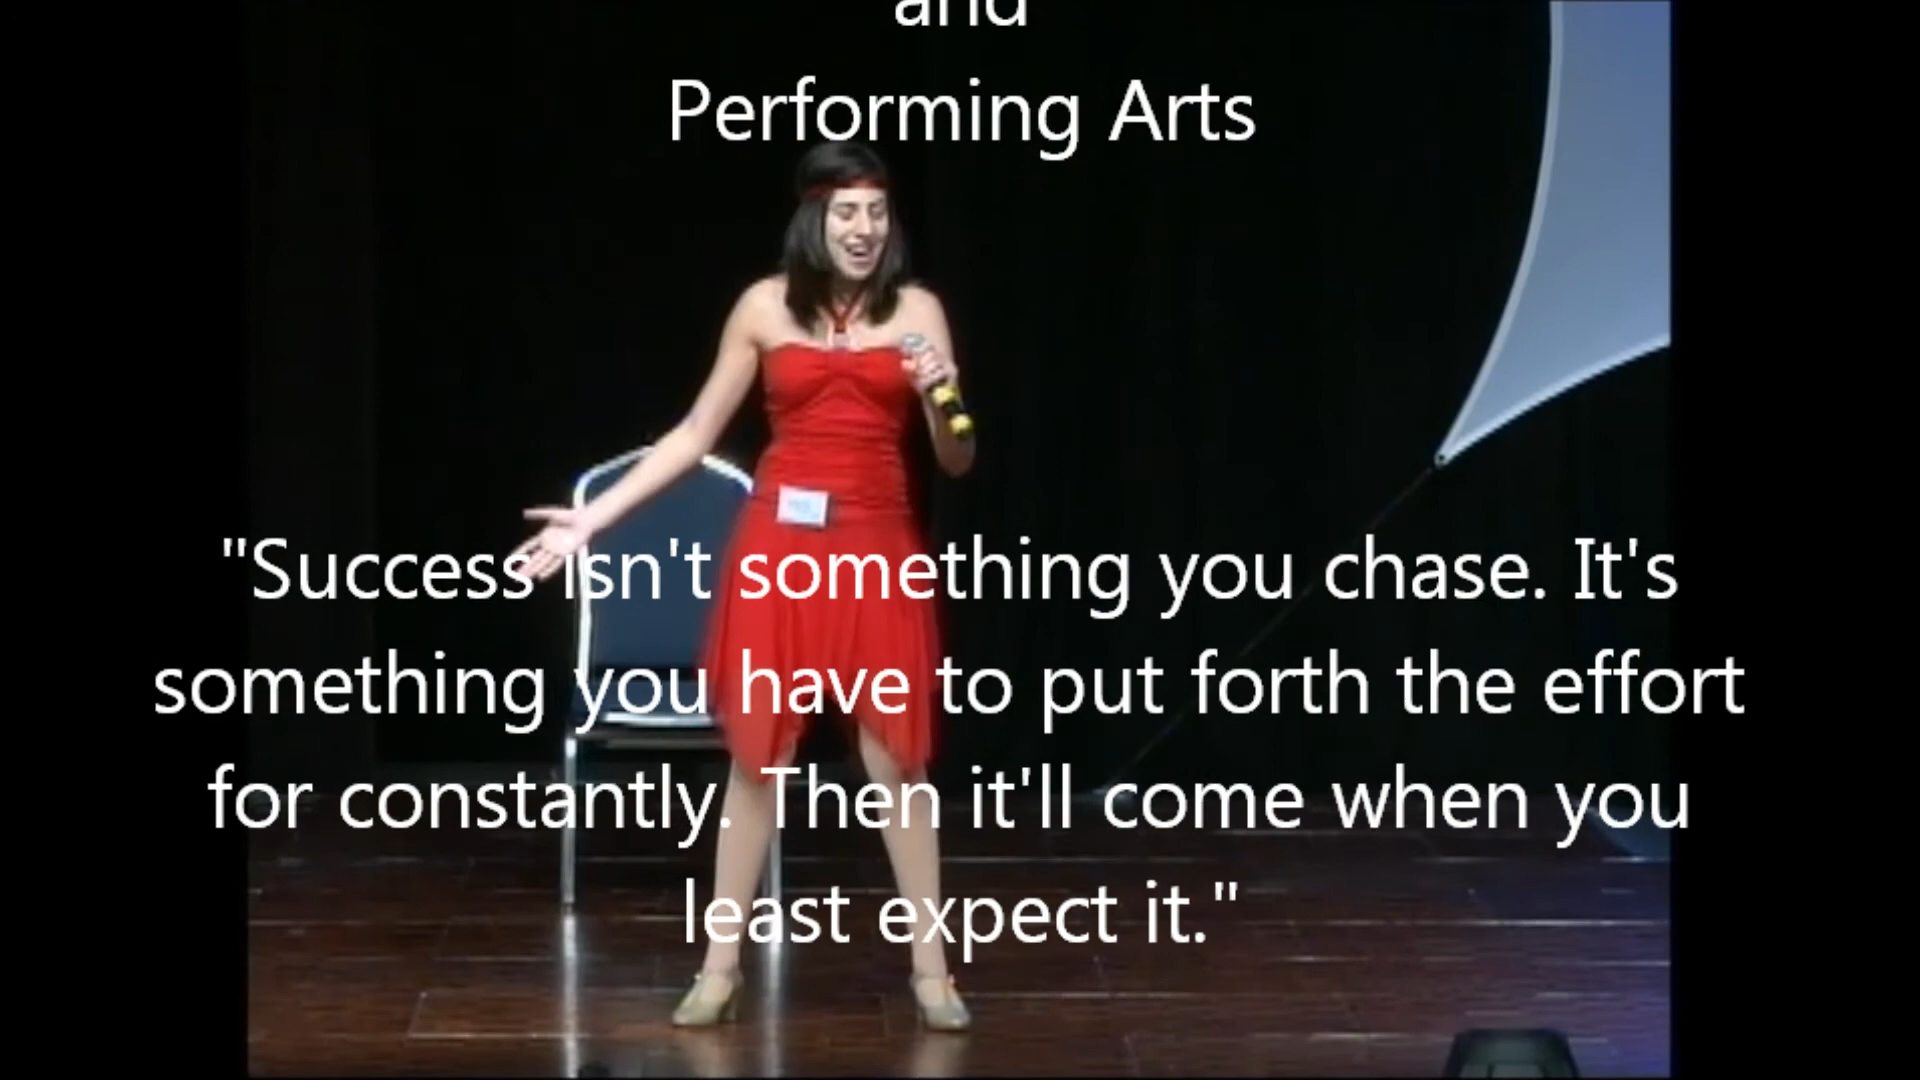 and
Performing Arts
"Success isn't something you chase. It's
something you have to put forth the effort
for constantly. Then it'll come when you
least expect it."